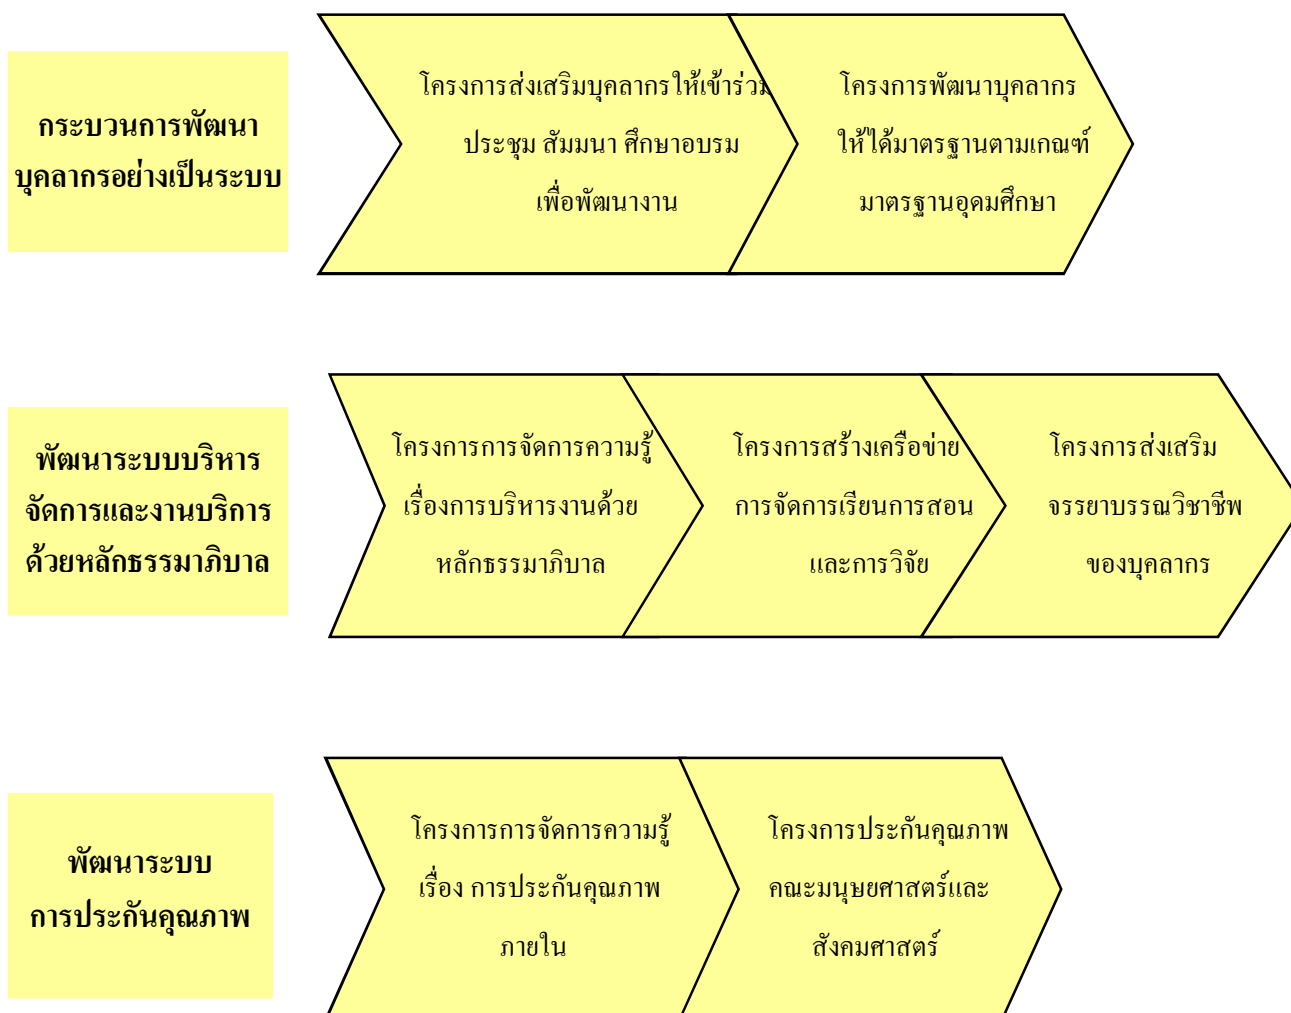 กระบวนการพัฒนา
บุคลากรอย่างเป็นระบบ
โครงการส่งเสริมบุคลากรให้เข้าร่วม
ประชุม สัมมนา ศึกษาอบรม
เพื่อพัฒนางาน
โครงการพัฒนาบุคลากร
ให้ได้มาตรฐานตามเกณฑ์
มาตรฐานอุดมศึกษา
พัฒนาระบบบริหาร
จัดการและงานบริการ
ด้วยหลักธรรมาภิบาล
โครงการการจัดการความรู้
เรื่องการบริหารงานด้วย
หลักธรรมาภิบาล
โครงการสร้างเครือข่าย
การจัดการเรียนการสอน
และการวิจัย
โครงการส่งเสริม
จรรยาบรรณวิชาชีพ
ของบุคลากร
พัฒนาระบบ
การประกันคุณภาพ
โครงการการจัดการความรู้
เรื่อง การประกันคุณภาพ
ภายใน
โครงการประกันคุณภาพ
คณะมนุษยศาสตร์และ
สังคมศาสตร์